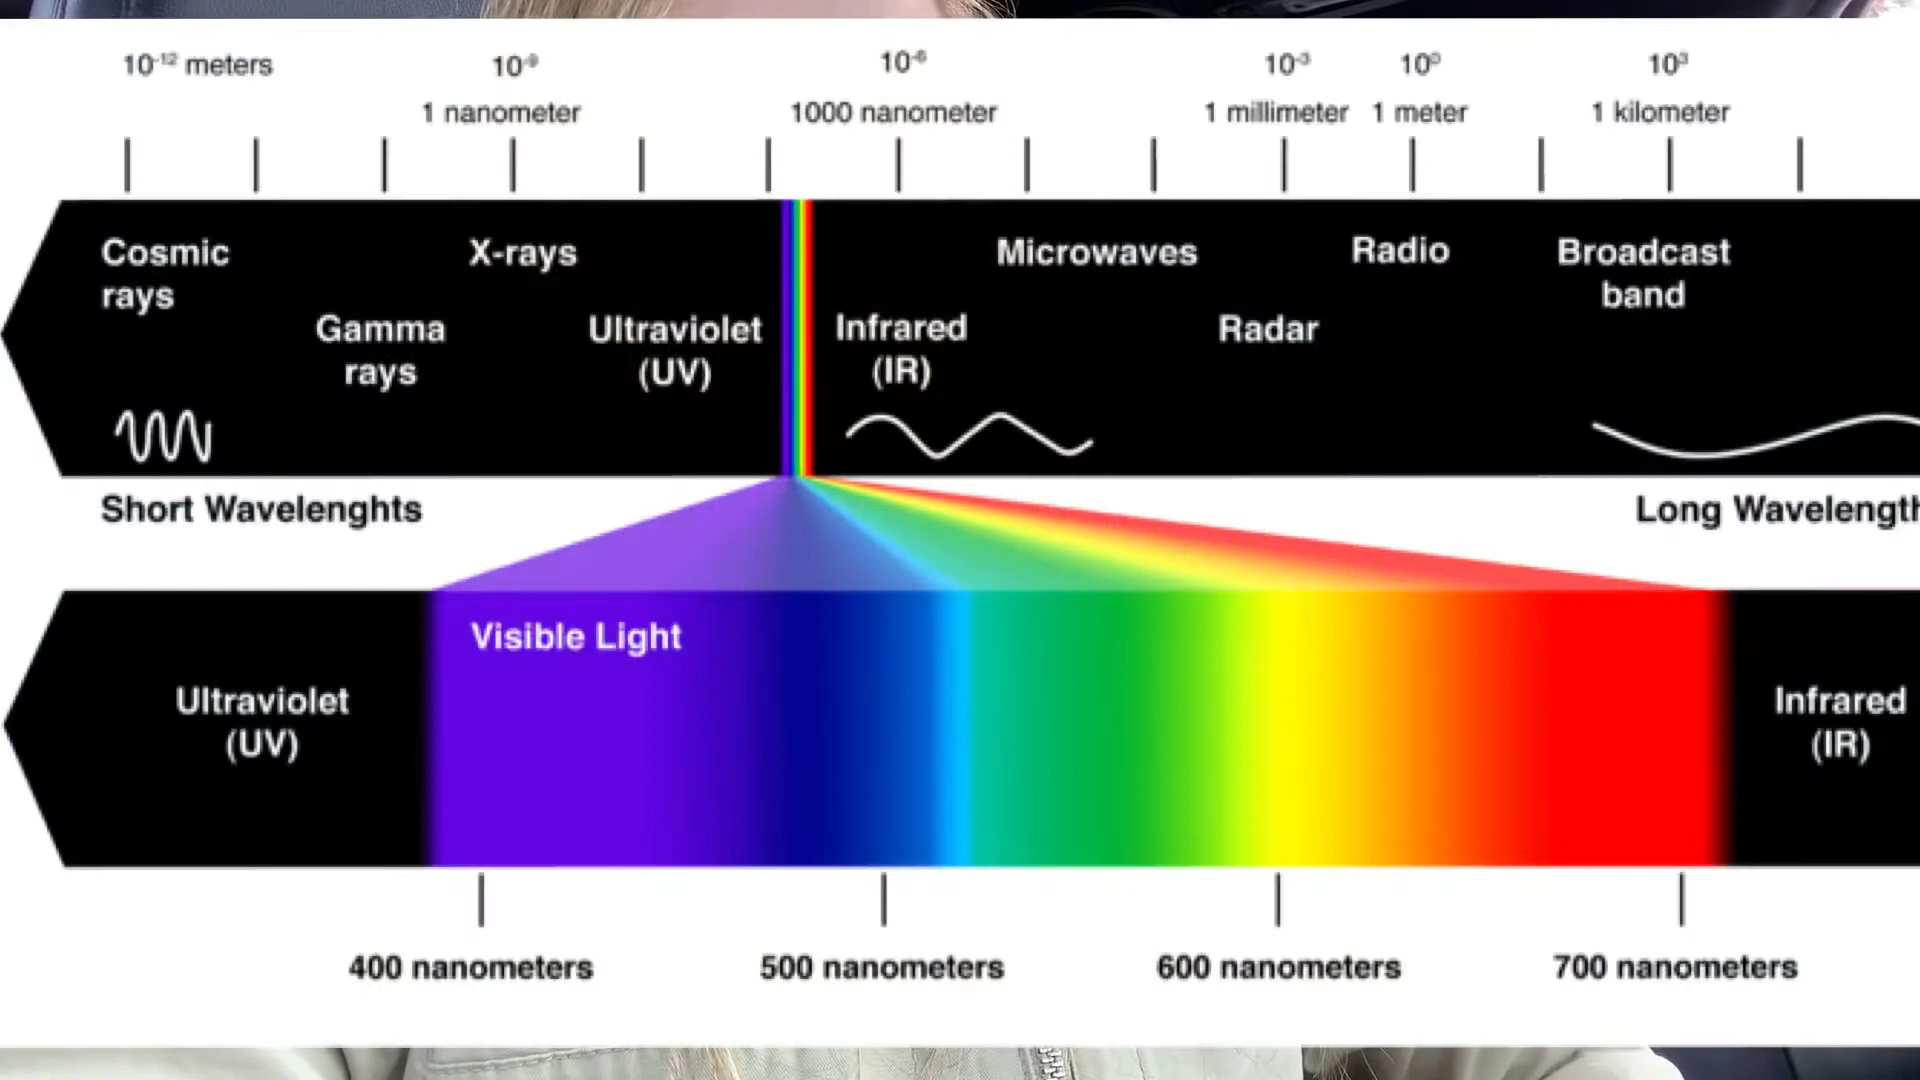 10⁻¹² meters
10⁻⁹
10⁻⁶
10⁻³
10⁰
10³
1 nanometer
1000 nanometer
1 millimeter
1 meter
1 kilometer
Cosmic
rays
X-rays
Microwaves
Radio
Broadcast
band
Gamma
rays
Ultraviolet
(UV)
Infrared
(IR)
Radar
Short Wavelenghts
Long Wavelength
Visible Light
Ultraviolet
(UV)
Infrared
(IR)
400 nanometers
500 nanometers
600 nanometers
700 nanometers